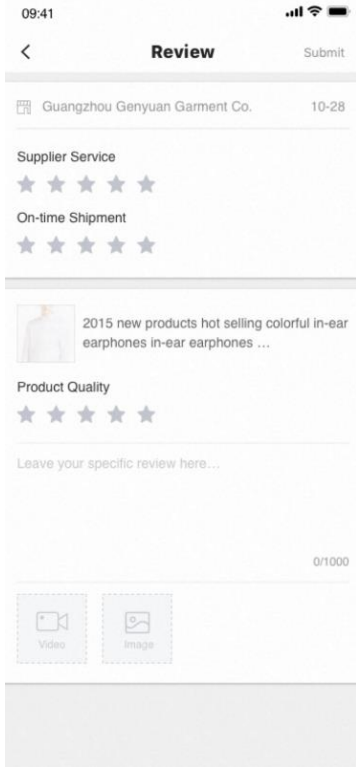 09:41
Review
Submit
Guangzhou Genyuan Garment Co.
10-28
Supplier Service
On-time Shipment
2015 new products hot selling colorful in-ear
earphones in-ear earphones ...
Product Quality
Leave your specific review here...
0/1000
Video
Image